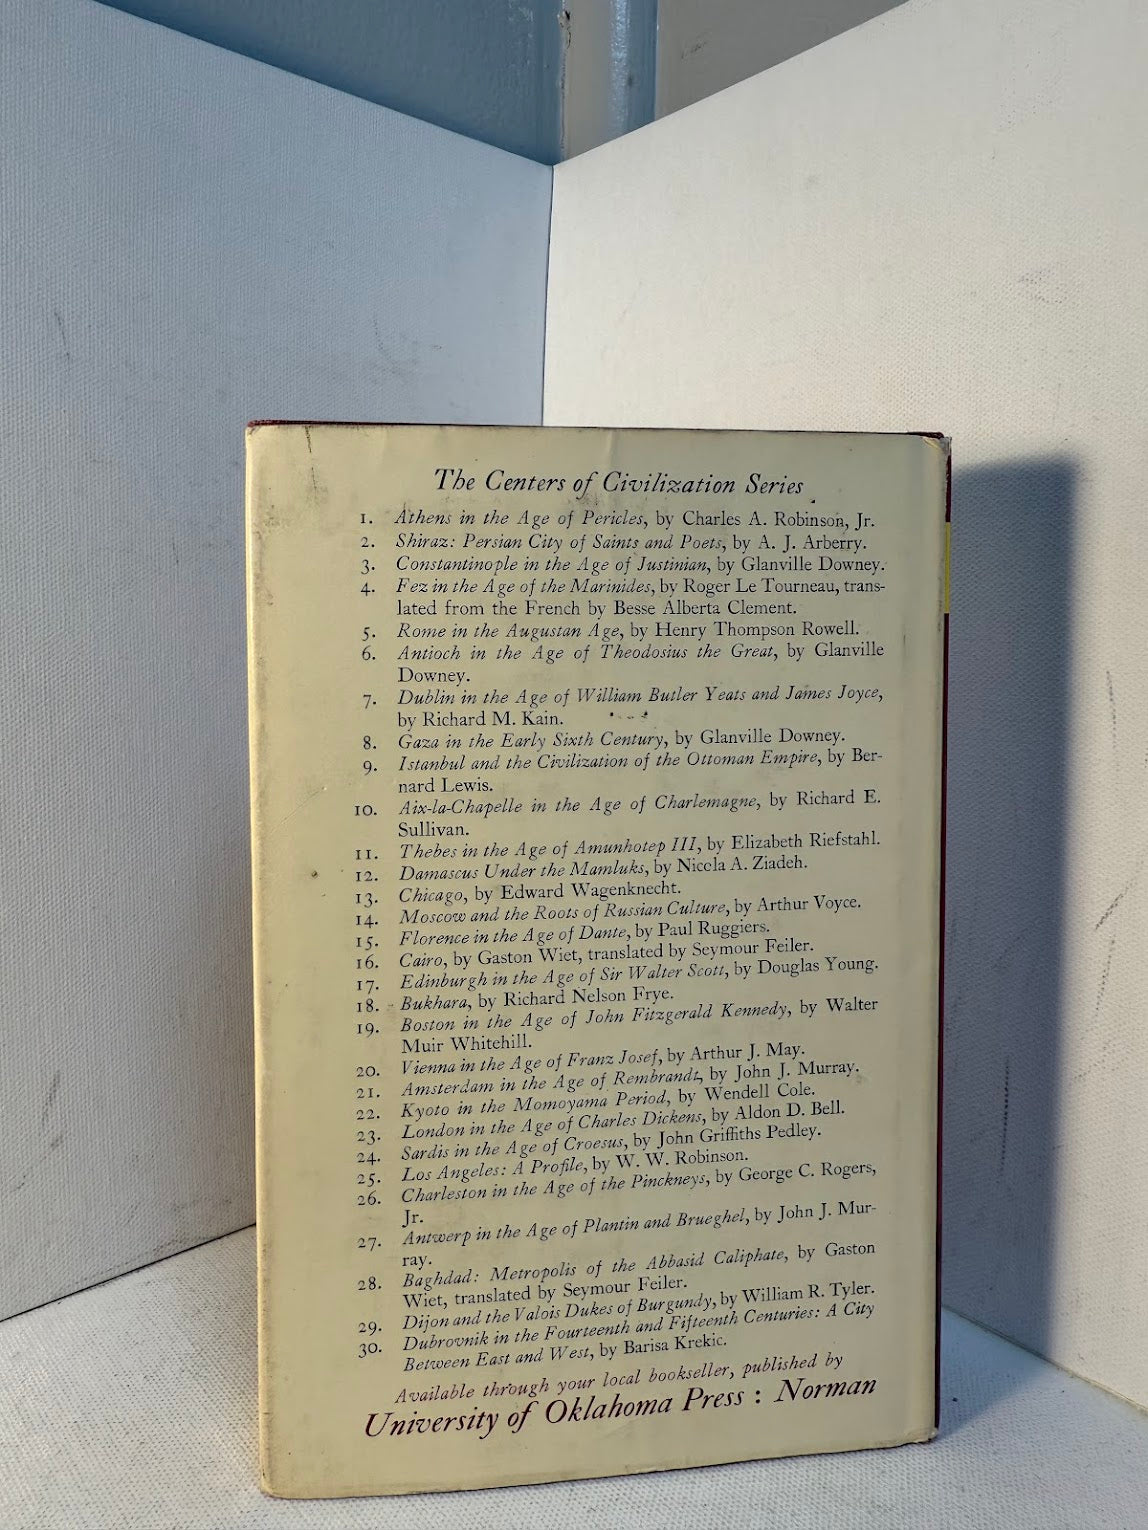 The Centers of Civilization Series
1. Athens in the Age of Pericles, by Charles A. Robinson, Jr.
2. Shiraz: Persian City of Saints and Poets, by A. J. Arberry.
3. Constantinople in the Age of Justinian, by Glanville Downey.
4. Fez in the Age of the Marinides, by Roger Le Tourneau, trans-
lated from the French by Besse Alberta Clement.
5. Rome in the Augustan Age, by Henry Thompson Rowell.
6. Antioch in the Age of Theodosius the Great, by Glanville
Downey.
7. Dublin in the Age of William Butler Yeats and James Joyce,
by Richard M. Kain.
8. Gaza in the Early Sixth Century, by Glanville Downey.
9. Istanbul and the Civilization of the Ottoman Empire, by Ber-
nard Lewis.
10. Aix-la-Chapelle in the Age of Charlemagne, by Richard E.
Sullivan.
11. Thebes in the Age of Amunhotep III, by Elizabeth Riefstahl.
12. Damascus Under the Mamluks, by Nicola A. Ziadeh.
13. Chicago, by Edward Wagenknecht.
14. Moscow and the Roots of Russian Culture, by Arthur Voyce.
15. Florence in the Age of Dante, by Paul Ruggiers.
16. Cairo, by Gaston Wiet, translated by Seymour Feiler.
17. Edinburgh in the Age of Sir Walter Scott, by Douglas Young.
18. Bukhara, by Richard Nelson Frye.
19. Boston in the Age of John Fitzgerald Kennedy, by Walter
Muir Whitehill.
20. Vienna in the Age of Franz Josef, by Arthur J. May.
21. Amsterdam in the Age of Rembrandt, by John J. Murray.
22. Kyoto in the Momoyama Period, by Wendell Cole.
23. London in the Age of Charles Dickens, by Aldon D. Bell.
24. Sardis in the Age of Croesus, by John Griffiths Pedley.
25. Los Angeles: A Profile, by W. W. Robinson.
26. Charleston in the Age of the Pinckneys, by George C. Rogers,
Jr.
27. Antwerp in the Age of Plantin and Brueghel, by John J. Mur-
ray.
28. Baghdad: Metropolis of the Abbasid Caliphate, by Gaston
Wiet, translated by Seymour Feiler.
29. Dijon and the Valois Dukes of Burgundy, by William R. Tyler.
30. Dubrovnik in the Fourteenth and Fifteenth Centuries: A City
Between East and West, by Barisa Krekic.
Available through your local bookseller, published by
University of Oklahoma Press : Norman